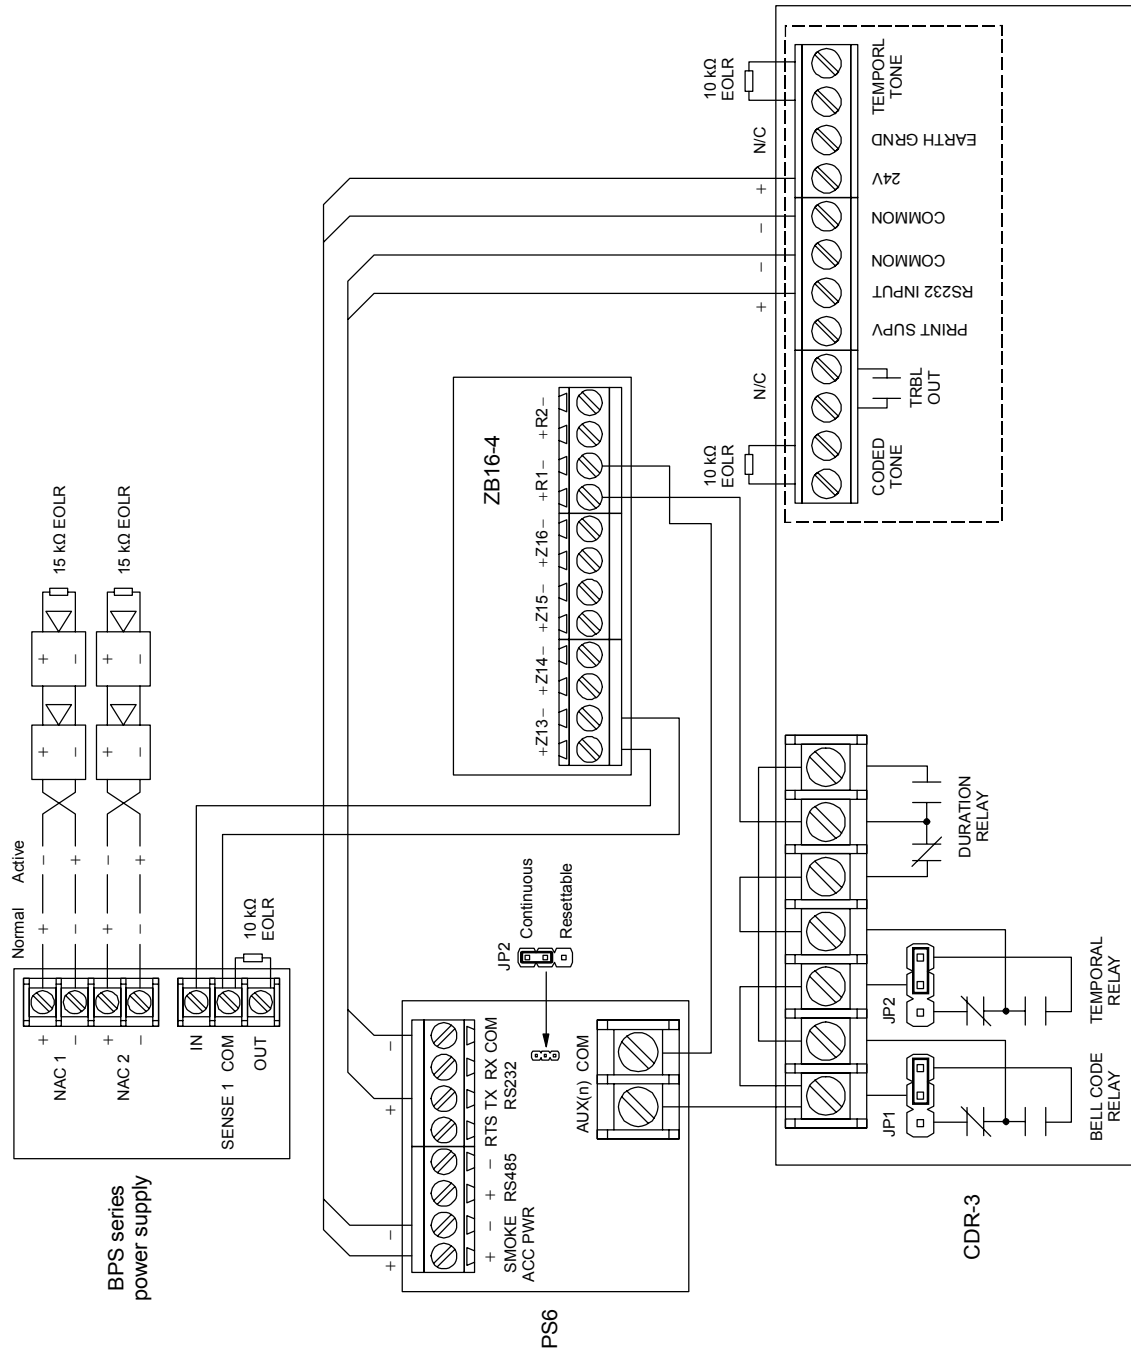 BPS series
power supply
Normal
Active
+
–
–
+
+
–
–
+
+
–
+
–
NAC 1
NAC 2
+
–
+
–
+
–
+
–
15 kΩ EOLR
15 kΩ EOLR
IN
SENSE 1 COM
OUT
10 kΩ
EOLR
ZB16-4
+Z13–
+Z14–
+Z15–
+Z16–
+R1–
+R2–
PS6
+
–
+
–
+ –
SMOKE
ACC PWR
+ –
RS485
RTS TX RX COM
RS232
JP2
Continuous
Resettable
AUX(n) COM
CDR-3
10 kΩ
EOLR
N/C
+
–
–
+
N/C
10 kΩ
EOLR
TEMPORL
TONE
EARTH GRND
24V
COMMON
COMMON
RS232 INPUT
PRINT SUPV
TRBL
OUT
CODED
TONE
DURATION
RELAY
JP2
TEMPORAL
RELAY
JP1
BELL CODE
RELAY